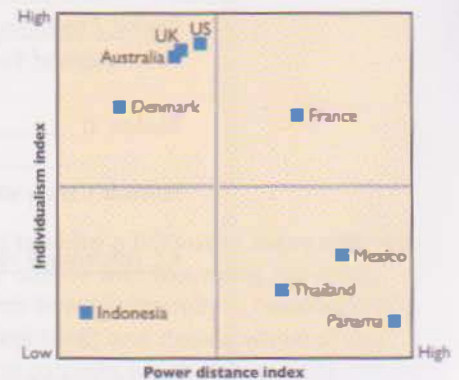 High
UK
US
Australia
Denmark
France
Individualism index
Mexico
Thailand
Indonesia
Panama
Low
High
Power distance index